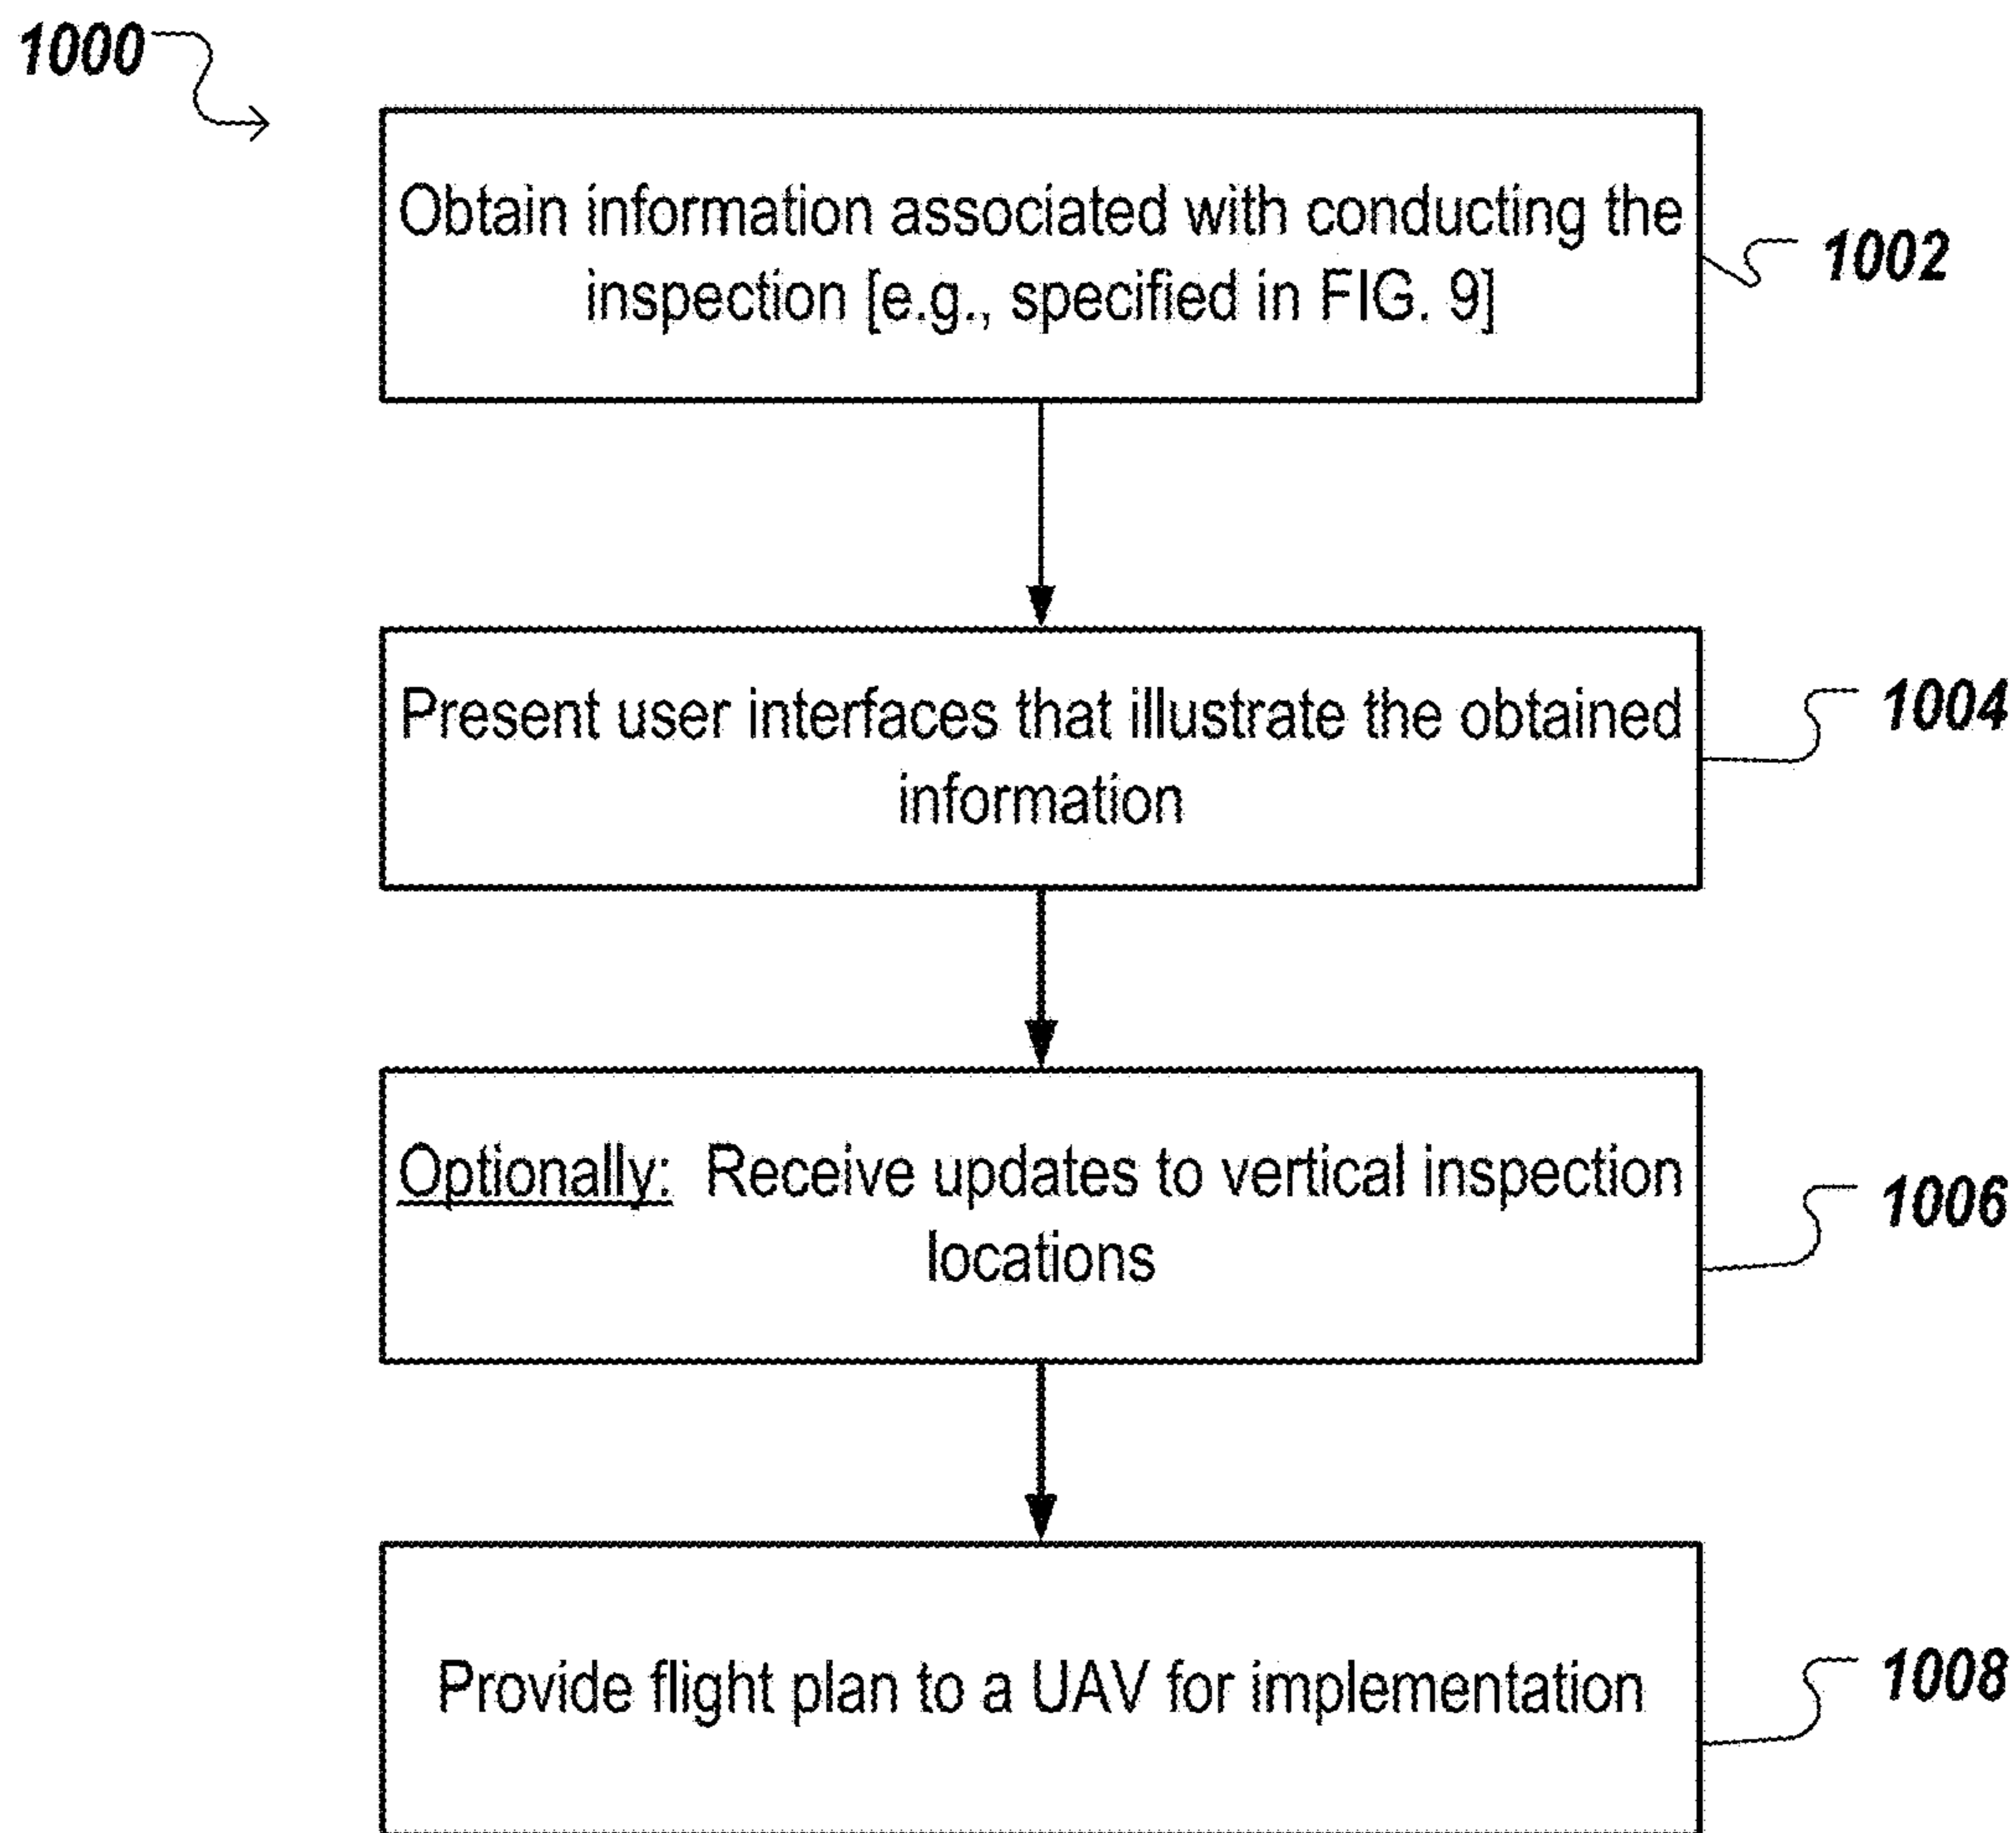 1000
Obtain information associated with conducting the
inspection [e.g., specified in FIG. 9]
1002
Present user interfaces that illustrate the obtained
information
1004
Optionally: Receive updates to vertical inspection
locations
1006
Provide flight plan to a UAV for implementation
1008